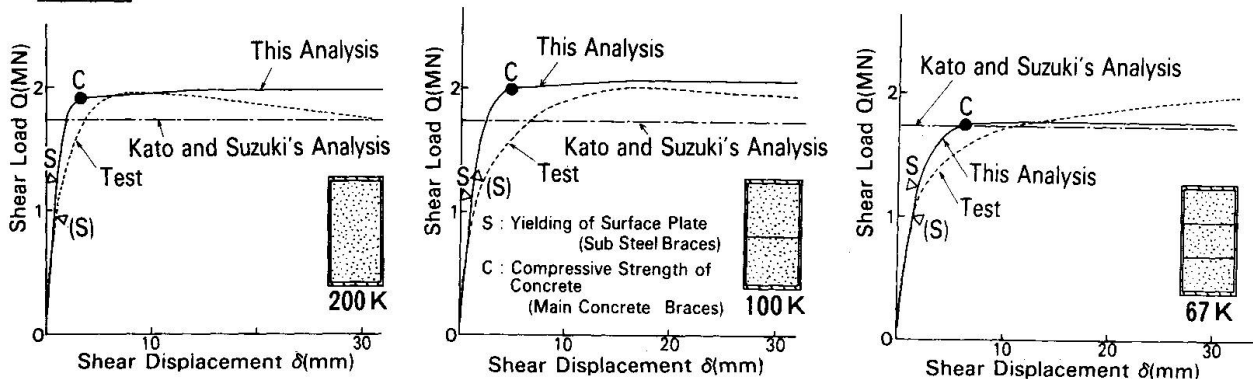 Shear Load Q(MN)
2
1
0
C
This Analysis
Kato and Suzuki's Analysis
S
Test
(S)
200K
10
20
30
Shear Displacement δ(mm)
Shear Load Q(MN)
2
1
0
C
This Analysis
Kato and Suzuki's Analysis
S
(S)
Test
S : Yielding of Surface Plate
(Sub Steel Braces)
C : Compressive Strength of
Concrete
(Main Concrete Braces)
100K
10
20
30
Shear Displacement δ(mm)
Shear Load Q(MN)
2
1
0
Kato and Suzuki's Analysis
C
S
This Analysis
Test
(S)
67K
10
20
30
Shear Displacement δ(mm)